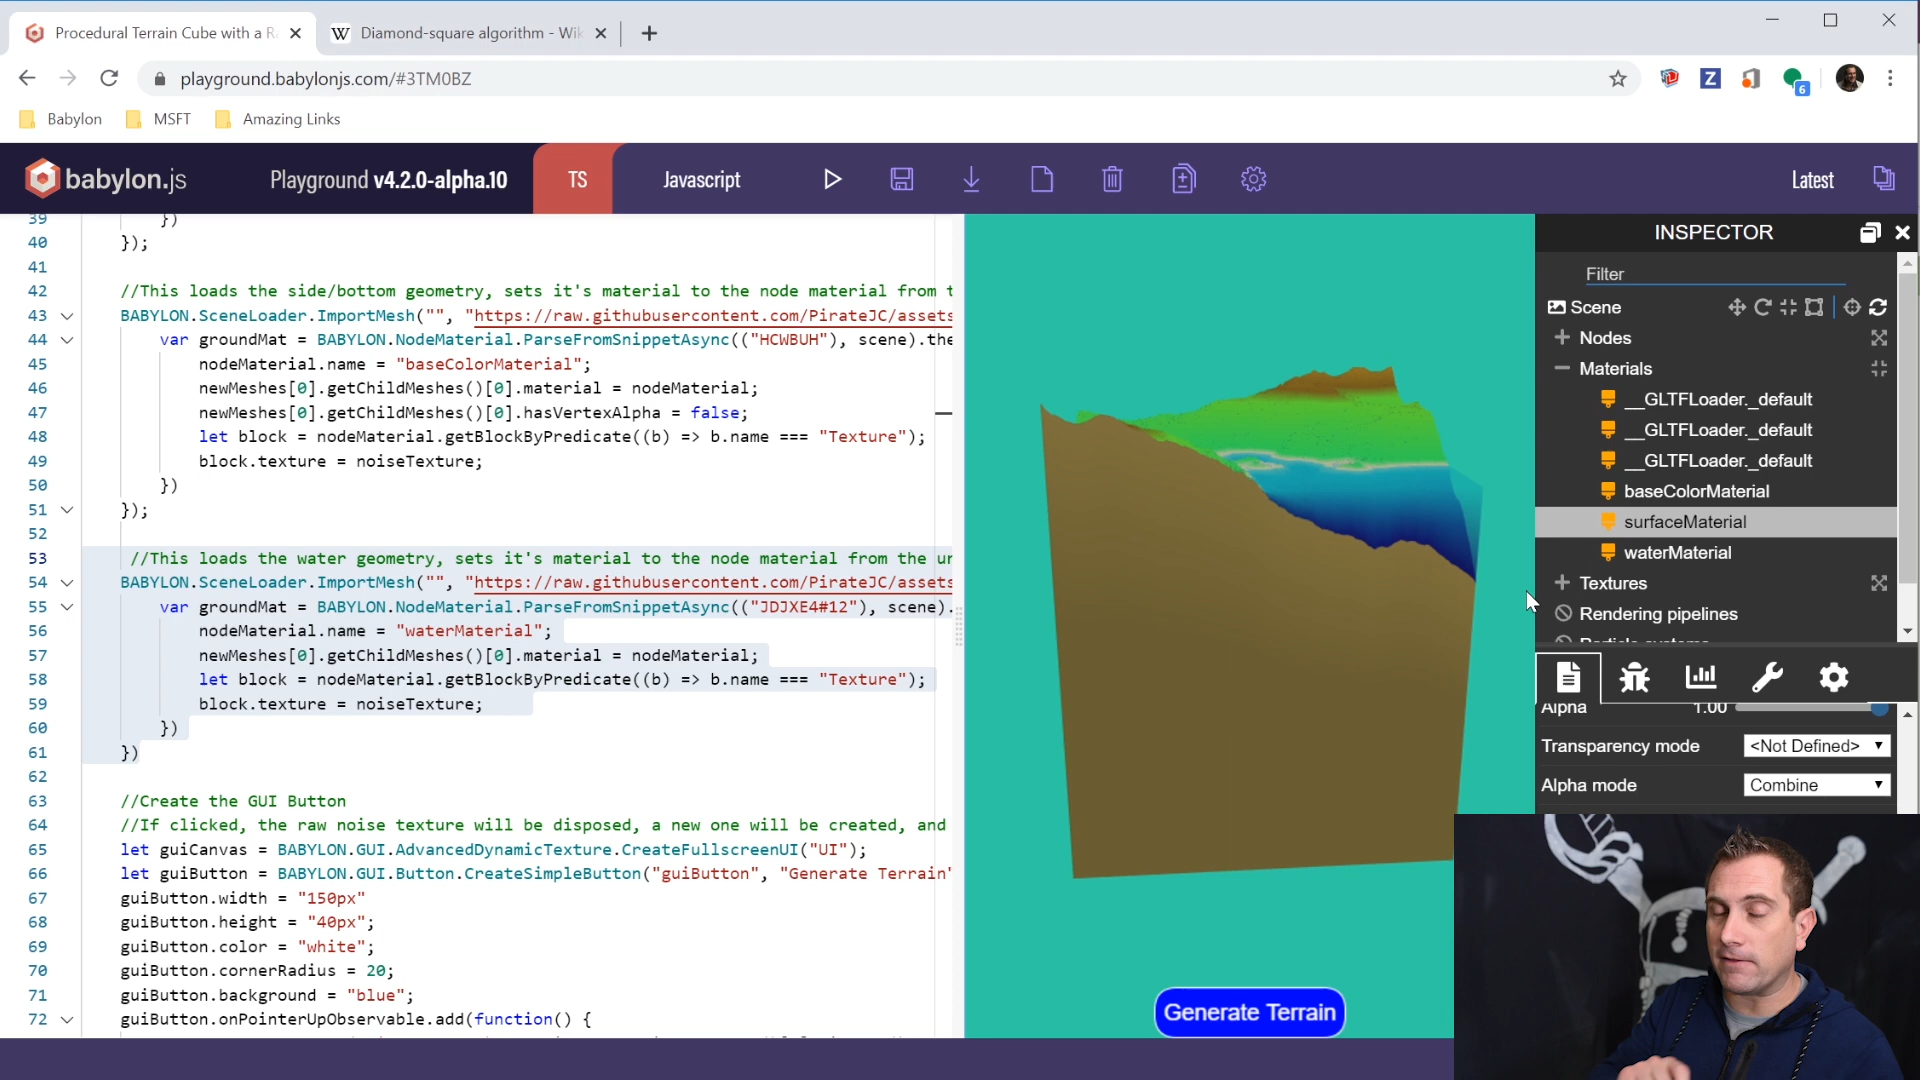 Procedural Terrain Cube with a R
Diamond-square algorithm - Wik
playground.babylonjs.com/#3TM0BZ
Z
6
Babylon
MSFT
Amazing Links
babylon.js
Playground v4.2.0-alpha.10
TS
Javascript
Latest
39 })
40 });
41
42 //This loads the side/bottom geometry, sets it's material to the node material from t
43 BABYLON.SceneLoader.ImportMesh("", "https://raw.githubusercontent.com/PirateJC/assets
44 var groundMat = BABYLON.NodeMaterial.ParseFromSnippetAsync(("HCWBUH"), scene).the
45 nodeMaterial.name = "baseColorMaterial";
46 newMeshes[0].getChildMeshes()[0].material = nodeMaterial;
47 newMeshes[0].getChildMeshes()[0].hasVertexAlpha = false;
48 let block = nodeMaterial.getBlockByPredicate((b) => b.name === "Texture");
49 block.texture = noiseTexture;
50 })
51 });
52
53 //This loads the water geometry, sets it's material to the node material from the ur
54 BABYLON.SceneLoader.ImportMesh("", "https://raw.githubusercontent.com/PirateJC/assets
55 var groundMat = BABYLON.NodeMaterial.ParseFromSnippetAsync(("JDJXE4#12"), scene).
56 nodeMaterial.name = "waterMaterial";
57 newMeshes[0].getChildMeshes()[0].material = nodeMaterial;
58 let block = nodeMaterial.getBlockByPredicate((b) => b.name === "Texture");
59 block.texture = noiseTexture;
60 })
61 })
62
63 //Create the GUI Button
64 //If clicked, the raw noise texture will be disposed, a new one will be created, and
65 let guiCanvas = BABYLON.GUI.AdvancedDynamicTexture.CreateFullscreenUI("UI");
66 let guiButton = BABYLON.GUI.Button.CreateSimpleButton("guiButton", "Generate Terrain"
67 guiButton.width = "150px"
68 guiButton.height = "40px";
69 guiButton.color = "white";
70 guiButton.cornerRadius = 20;
71 guiButton.background = "blue";
72 guiButton.onPointerUpObservable.add(function() {
Generate Terrain
INSPECTOR
Filter
Scene
Nodes
Materials
__GLTFLoader._default
__GLTFLoader._default
__GLTFLoader._default
baseColorMaterial
surfaceMaterial
waterMaterial
Textures
Rendering pipelines
Alpha 1.00
Transparency mode <Not Defined>
Alpha mode Combine